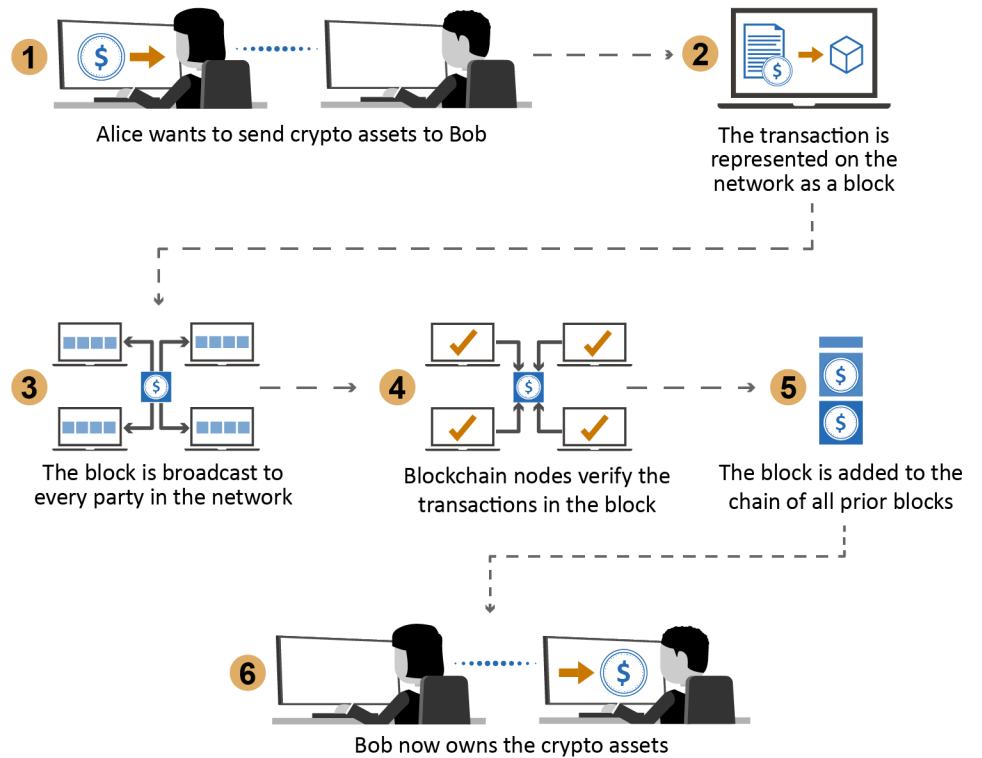 1
$
Alice wants to send crypto assets to Bob
2
$
The transaction is
represented on the
network as a block
3
$
The block is broadcast to
every party in the network
4
$
Blockchain nodes verify the
transactions in the block
5
$
$
The block is added to the
chain of all prior blocks
6
$
Bob now owns the crypto assets